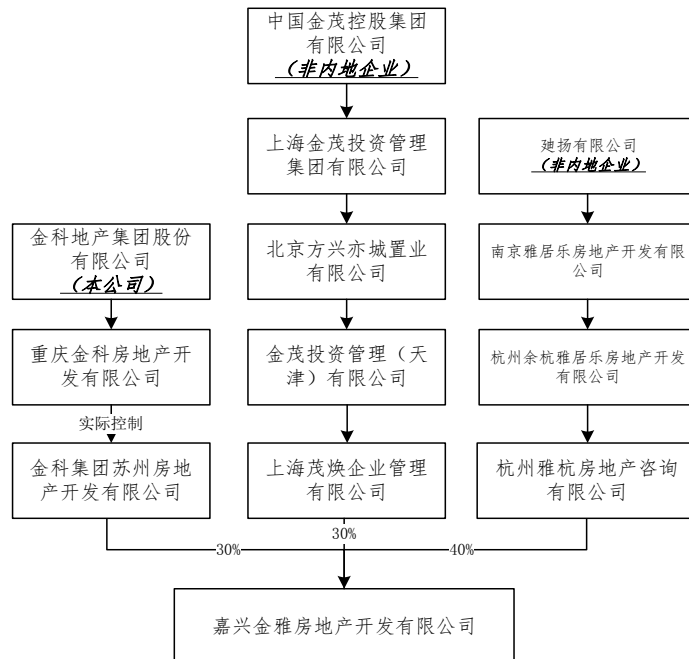 中国金茂控股集团
有限公司
（非内地企业）
上海金茂投资管理
集团有限公司
北京方兴亦城置业
有限公司
金茂投资管理（天
津）有限公司
上海茂焕企业管理
有限公司
廸扬有限公司
（非内地企业）
南京雅居乐房地产开发有限
公司
杭州余杭雅居乐房地产开发
有限公司
杭州雅杭房地产咨询
有限公司
金科地产集团股份
有限公司
（本公司）
重庆金科房地产开
发有限公司
实际控制
金科集团苏州房地
产开发有限公司
30%
30%
40%
嘉兴金雅房地产开发有限公司